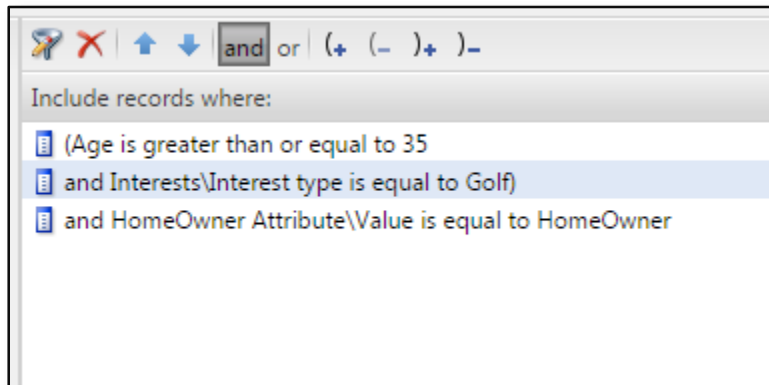 and or (+ (− )+ )−
Include records where:
(Age is greater than or equal to 35
and Interests\Interest type is equal to Golf)
and HomeOwner Attribute\Value is equal to HomeOwner